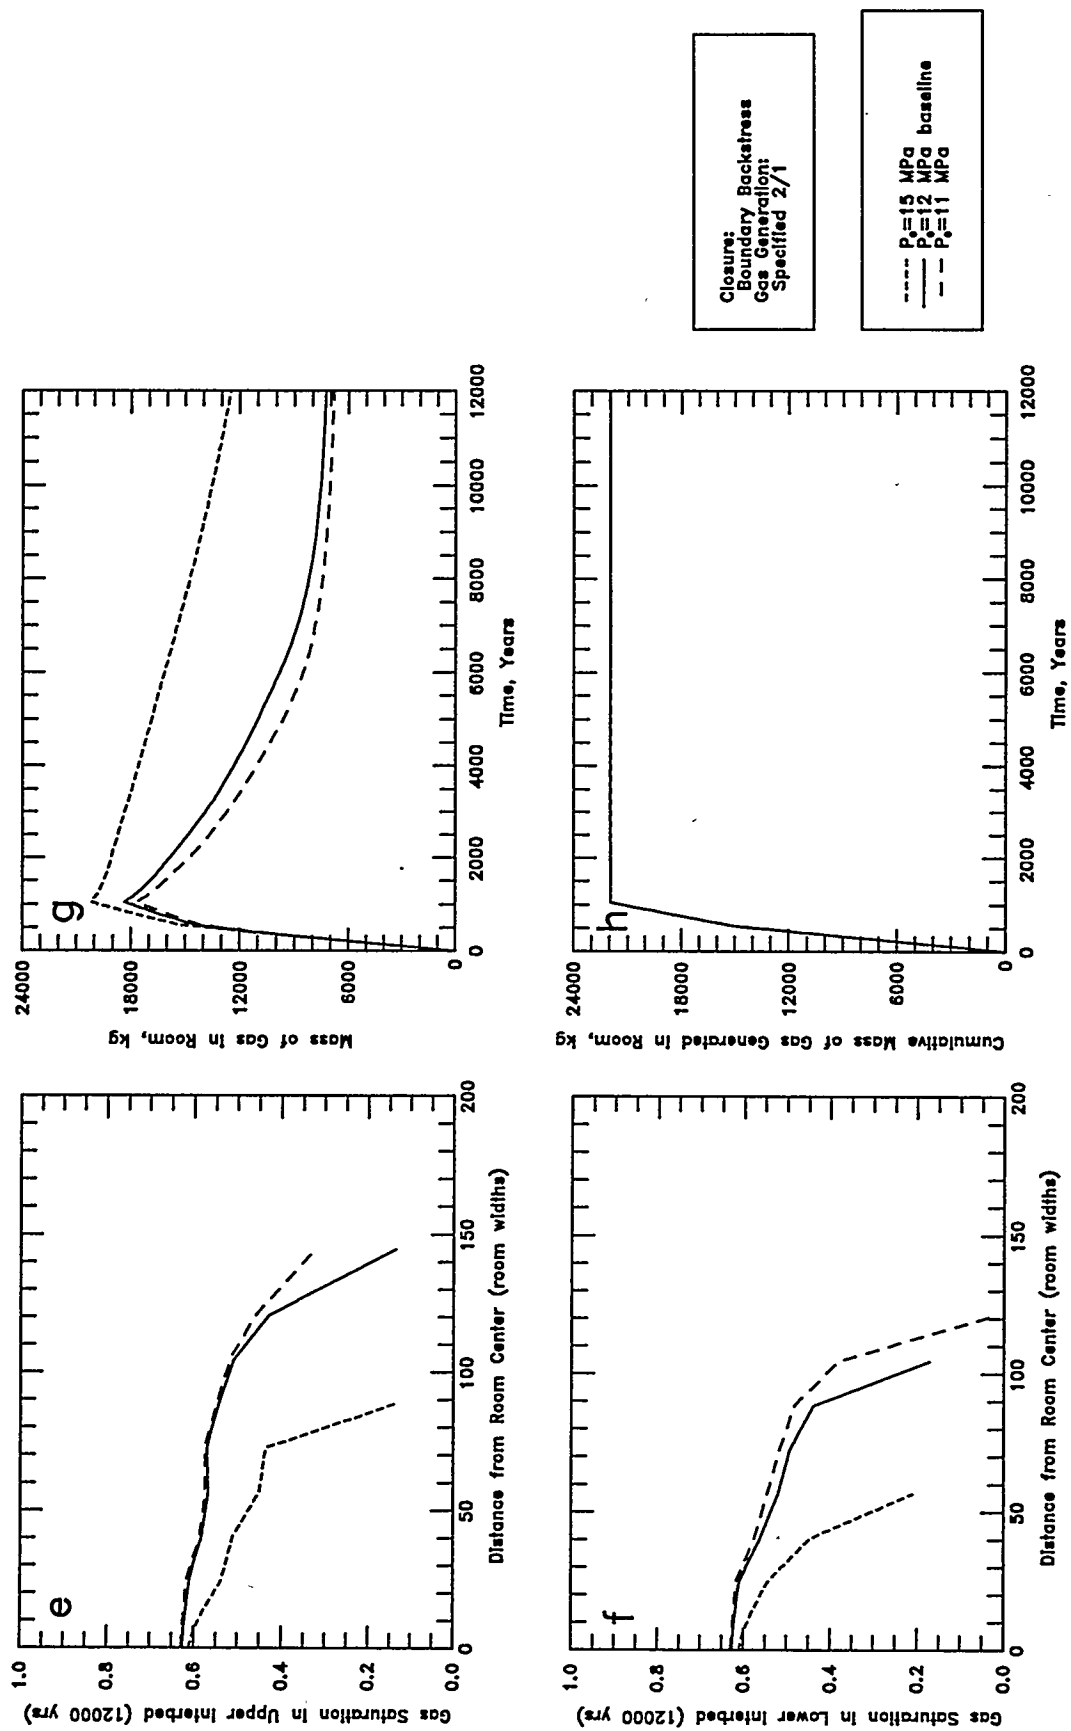 e
1.0
0.8
0.6
0.4
0.2
0.0
Gas Saturation in Upper Interbed (12000 yrs)
0
50
100
150
200
Distance from Room Center (room widths)
g
24000
18000
12000
6000
0
Mass of Gas in Room, kg
0
2000
4000
6000
8000
10000
12000
Time, Years
f
1.0
0.8
0.6
0.4
0.2
0.0
Gas Saturation in Lower Interbed (12000 yrs)
0
50
100
150
200
Distance from Room Center (room widths)
h
24000
18000
12000
6000
0
Cumulative Mass of Gas Generated in Room, kg
0
2000
4000
6000
8000
10000
12000
Time, Years
Closure:
Boundary Backstress
Gas Generation:
Specified 2/1
Pₑ=15 MPa
Pₑ=12 MPa baseline
Pₑ=11 MPa